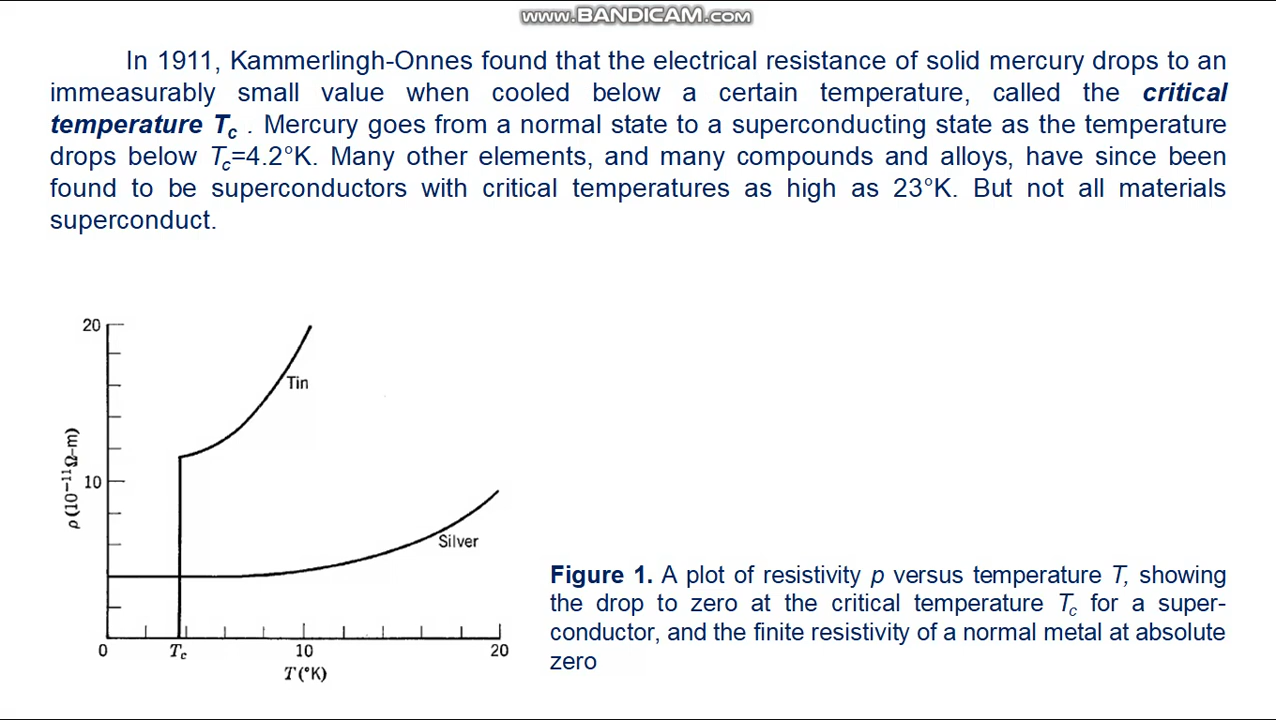 www.BANDICAM.com
In 1911, Kammerlingh-Onnes found that the electrical resistance of solid mercury drops to an
immeasurably small value when cooled below a certain temperature, called the critical
temperature Tc . Mercury goes from a normal state to a superconducting state as the temperature
drops below Tc=4.2°K. Many other elements, and many compounds and alloys, have since been
found to be superconductors with critical temperatures as high as 23°K. But not all materials
superconduct.
20
Tin
ρ (10⁻¹¹Ω–m)
10
Silver
0
Tc
10
20
T (°K)
Figure 1. A plot of resistivity p versus temperature T, showing
the drop to zero at the critical temperature Tc for a super-
conductor, and the finite resistivity of a normal metal at absolute
zero